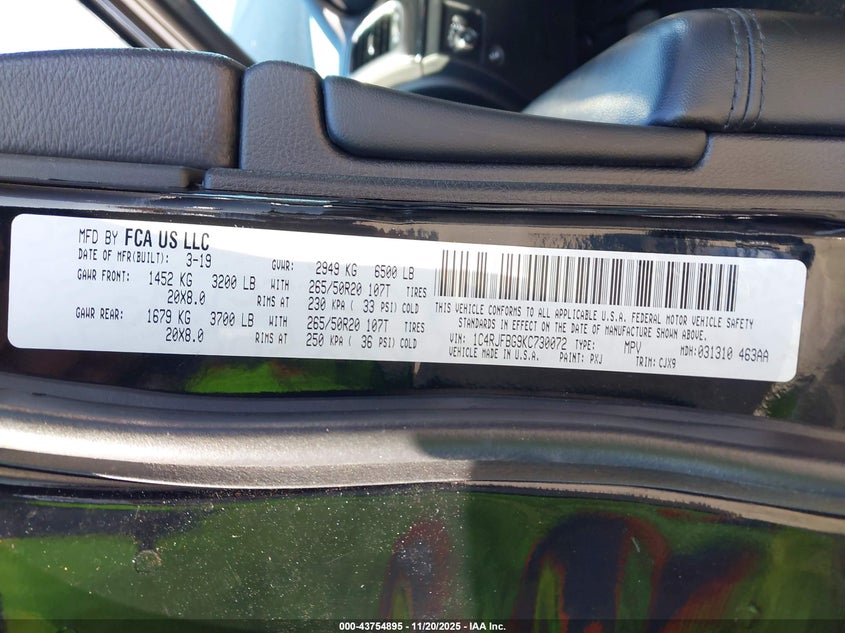 MFD BY FCA US LLC
DATE OF MFR(BUILT): 3-19 GVWR: 2949 KG 6500 LB
GAWR FRONT: 1452 KG 3200 LB WITH 265/50R20 107T TIRES
20X8.0 RIMS AT 230 KPA ( 33 PSI) COLD
GAWR REAR: 1679 KG 3700 LB WITH 265/50R20 107T TIRES
20X8.0 RIMS AT 250 KPA ( 36 PSI) COLD
THIS VEHICLE CONFORMS TO ALL APPLICABLE U.S.A. FEDERAL MOTOR VEHICLE SAFETY
STANDARDS IN EFFECT ON THE DATE OF MANUFACTURE SHOWN ABOVE.
VIN: 1C4RJFBG9KC730072 TYPE: MPV MDH:031310 463AA
VEHICLE MADE IN U.S.A. PAINT: PXJ TRIM: CJX9
000-43754895 - 11/20/2025 - IAA Inc.